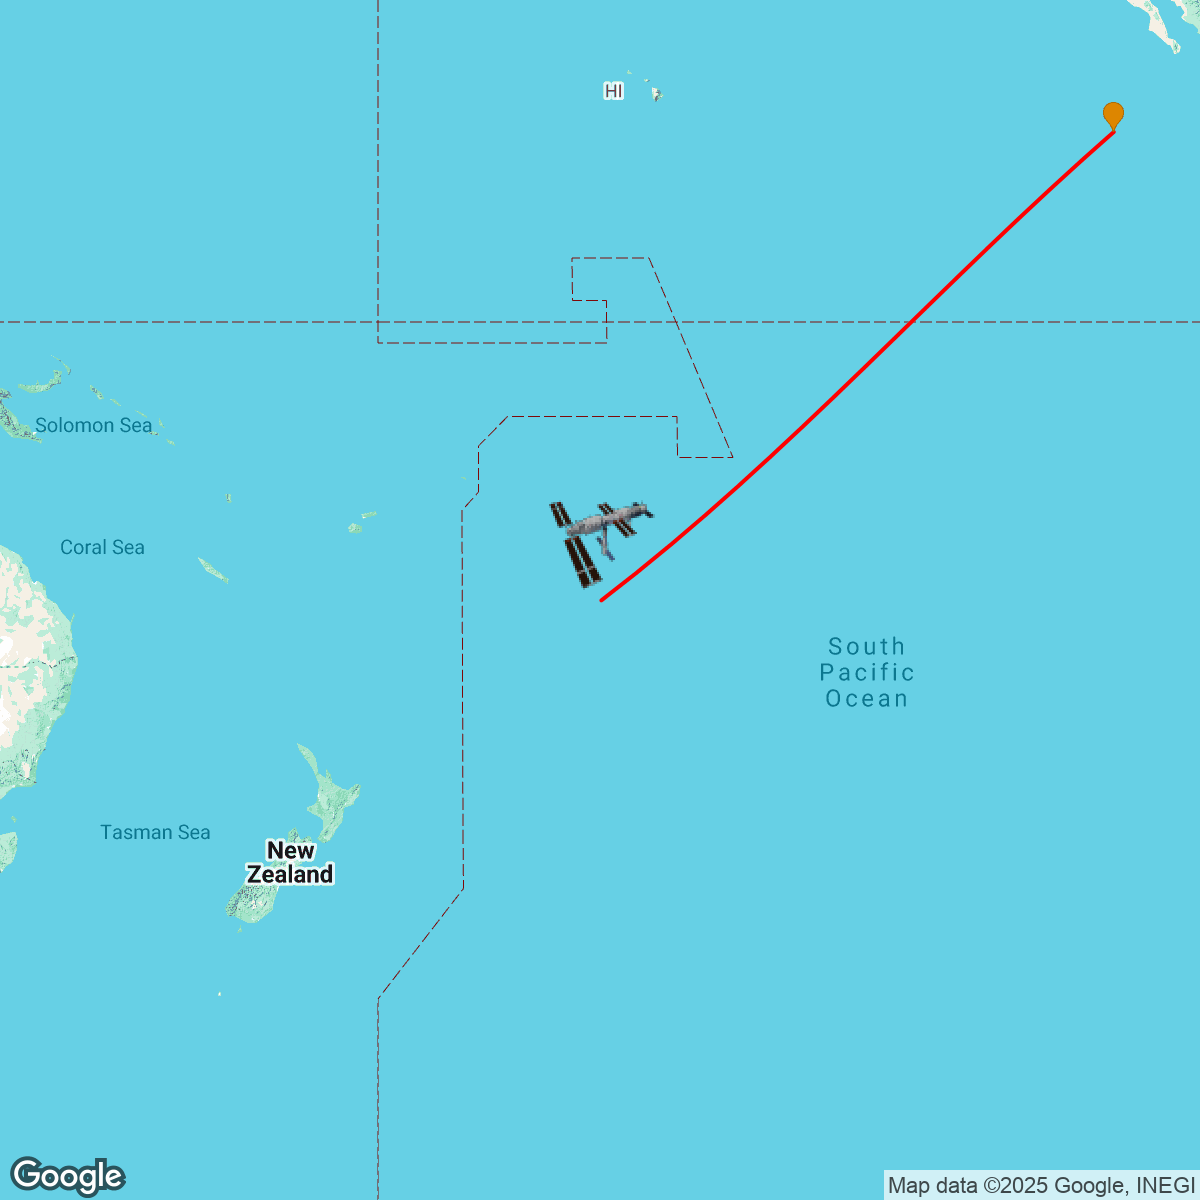 HI
Solomon Sea
Coral Sea
South
Pacific
Ocean
Tasman Sea
New
Zealand
Google
Map data ©2025 Google, INEGI